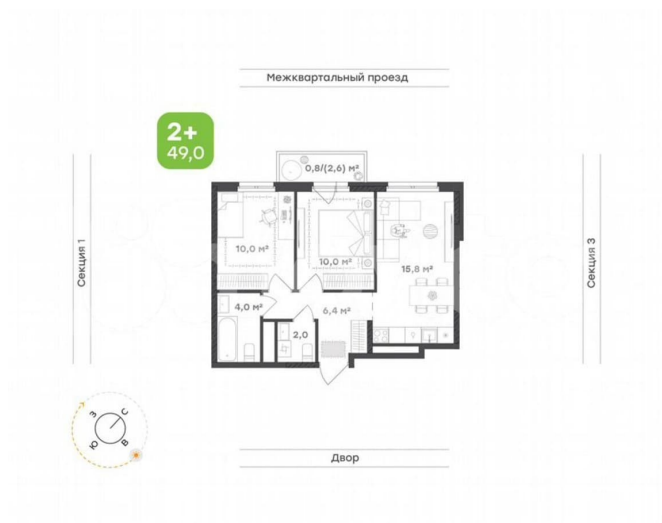 Межквартальный проезд
2+
49,0
0,8/(2,6) м²
10,0 м²
10,0 м²
15,8 м²
4,0 м²
6,4 м²
2,0
Секция 1
Секция 3
З
С
Ю
В
Двор